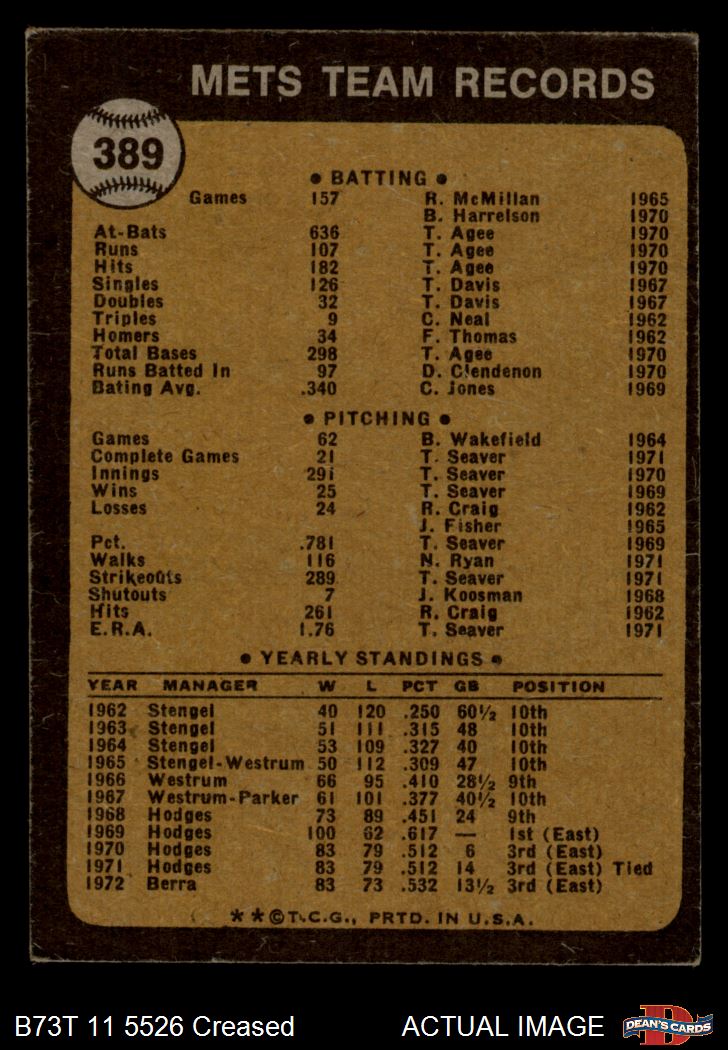 METS TEAM RECORDS
389
• BATTING •
Games 157 R. McMillan 1965
B. Harrelson 1970
At-Bats 636 T. Agee 1970
Runs 107 T. Agee 1970
Hits 182 T. Agee 1970
Singles 126 T. Davis 1967
Doubles 32 T. Davis 1967
Triples 9 C. Neal 1962
Homers 34 F. Thomas 1962
Total Bases 298 T. Agee 1970
Runs Batted In 97 D. Clendenon 1970
Bating Avg. .340 C. Jones 1969
• PITCHING •
Games 62 B. Wakefield 1964
Complete Games 21 T. Seaver 1971
Innings 291 T. Seaver 1970
Wins 25 T. Seaver 1969
Losses 24 R. Craig 1962
J. Fisher 1965
Pct. .781 T. Seaver 1969
Walks 116 N. Ryan 1971
Strikeouts 289 T. Seaver 1971
Shutouts 7 J. Koosman 1968
Hits 261 R. Craig 1962
E.R.A. 1.76 T. Seaver 1971
• YEARLY STANDINGS •
YEAR MANAGER W L PCT GB POSITION
1962 Stengel 40 120 .250 60½ 10th
1963 Stengel 51 111 .315 48 10th
1964 Stengel 53 109 .327 40 10th
1965 Stengel-Westrum 50 112 .309 47 10th
1966 Westrum 66 95 .410 28½ 9th
1967 Westrum-Parker 61 101 .377 40½ 10th
1968 Hodges 73 89 .451 24 9th
1969 Hodges 100 62 .617 — 1st (East)
1970 Hodges 83 79 .512 6 3rd (East)
1971 Hodges 83 79 .512 14 3rd (East) Tied
1972 Berra 83 73 .532 13½ 3rd (East)
**©T.C.G., PRTD. IN U.S.A.
B73T 11 5526 Creased ACTUAL IMAGE
D
DEAN'S CARDS